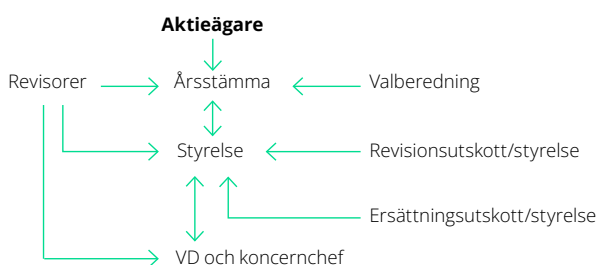 Aktieägare
Revisorer
Årsstämma
Valberedning
Styrelse
Revisionsutskott/styrelse
Ersättningsutskott/styrelse
VD och koncernchef